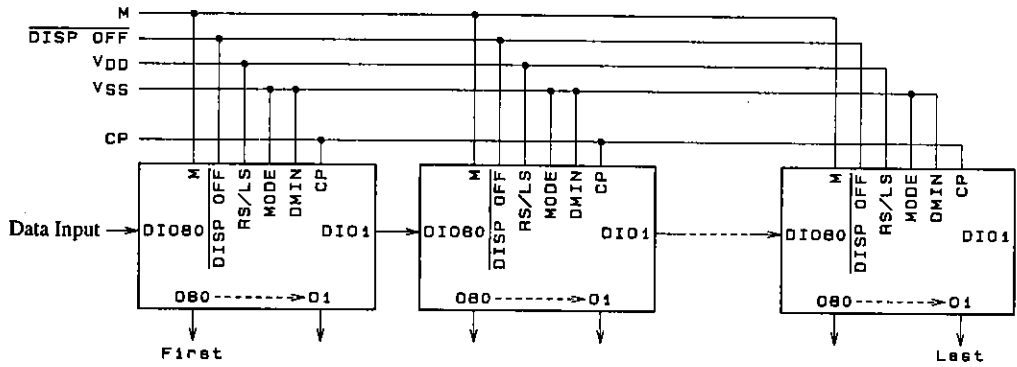 M
DISP OFF
VDD
VSS
CP
M
DISP OFF
RS/LS
MODE
DMIN
CP
Data Input
DIO80
DIO1
O80
O1
First
M
DISP OFF
RS/LS
MODE
DMIN
CP
DIO80
DIO1
O80
O1
M
DISP OFF
RS/LS
MODE
DMIN
CP
DIO80
DIO1
O80
O1
Last